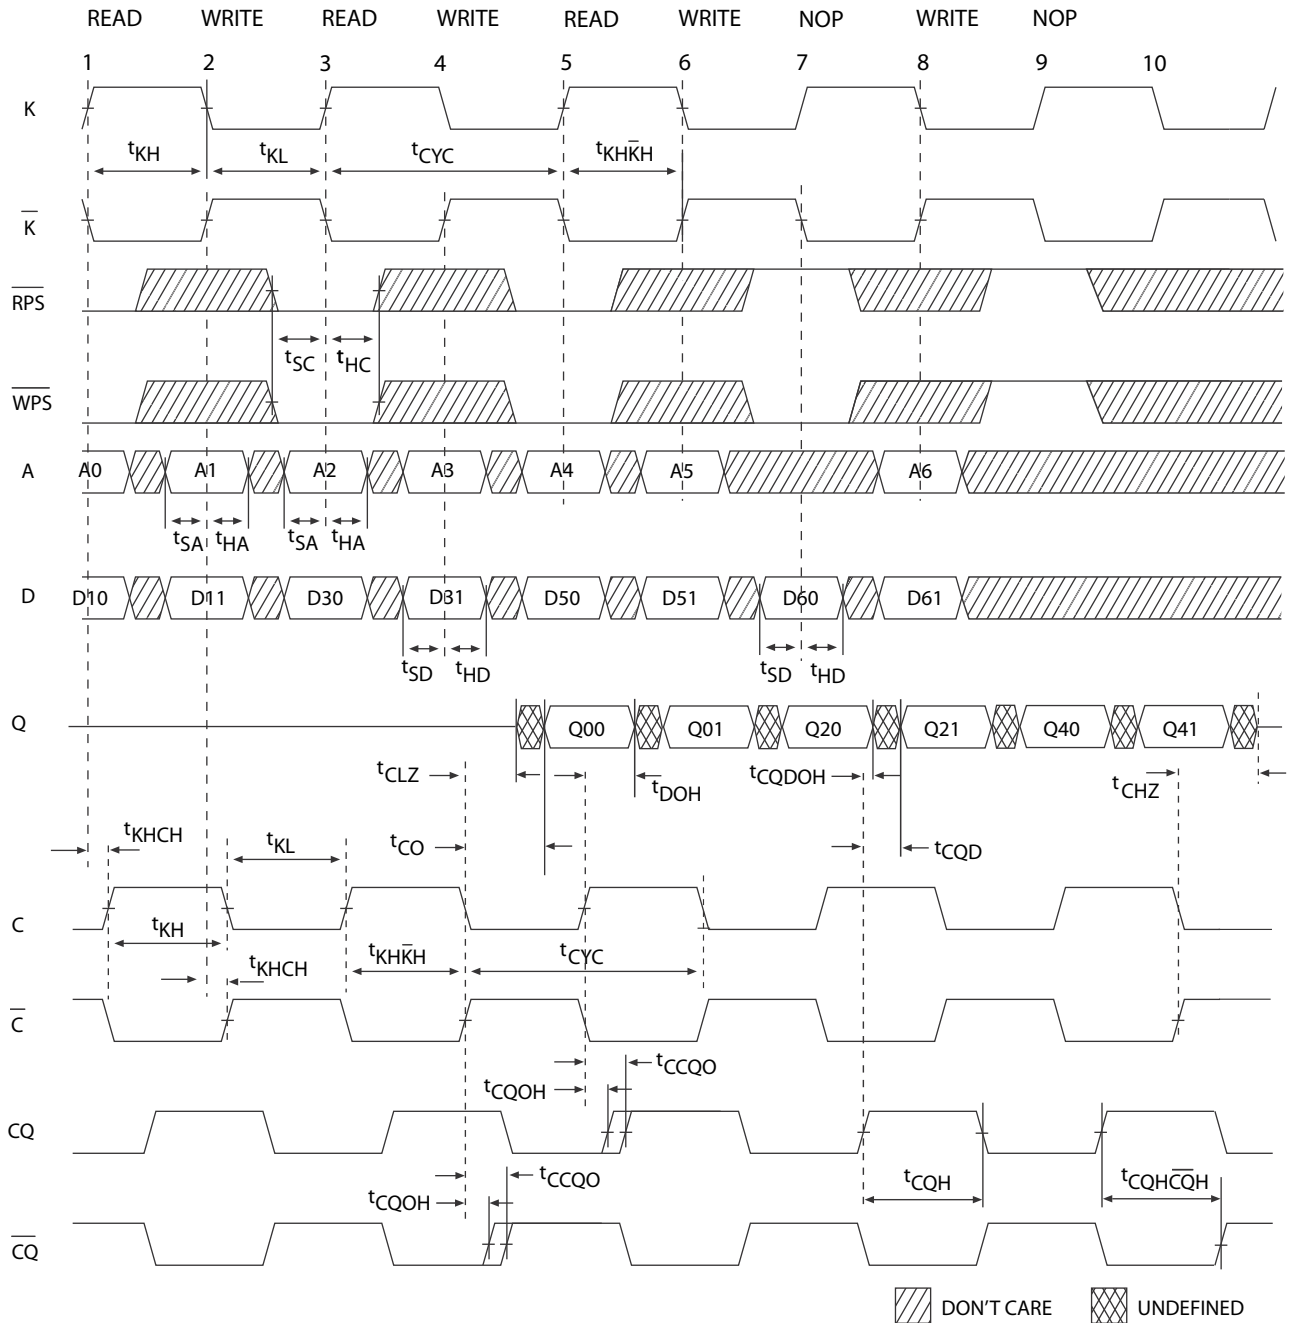 READ WRITE READ WRITE READ WRITE NOP WRITE NOP
1 2 3 4 5 6 7 8 9 10
K
tKH tKL tCYC tKHK̅H
K̅
R̅P̅S̅
tSC tHC
W̅P̅S̅
A A0 A1 A2 A3 A4 A5 A6
tSA tHA tSA tHA
D D10 D11 D30 D31 D50 D51 D60 D61
tSD tHD tSD tHD
Q Q00 Q01 Q20 Q21 Q40 Q41
tCLZ tDOH tCQDOH tCHZ
tKHCH tKL tCO tCQD
C
tKH tKHK̅H tCYC
tKHCH
C̅
tCCQO
tCQOH
CQ
tCCQO
tCQOH tCQH tCQHC̅Q̅H
C̅Q̅
DON'T CARE UNDEFINED